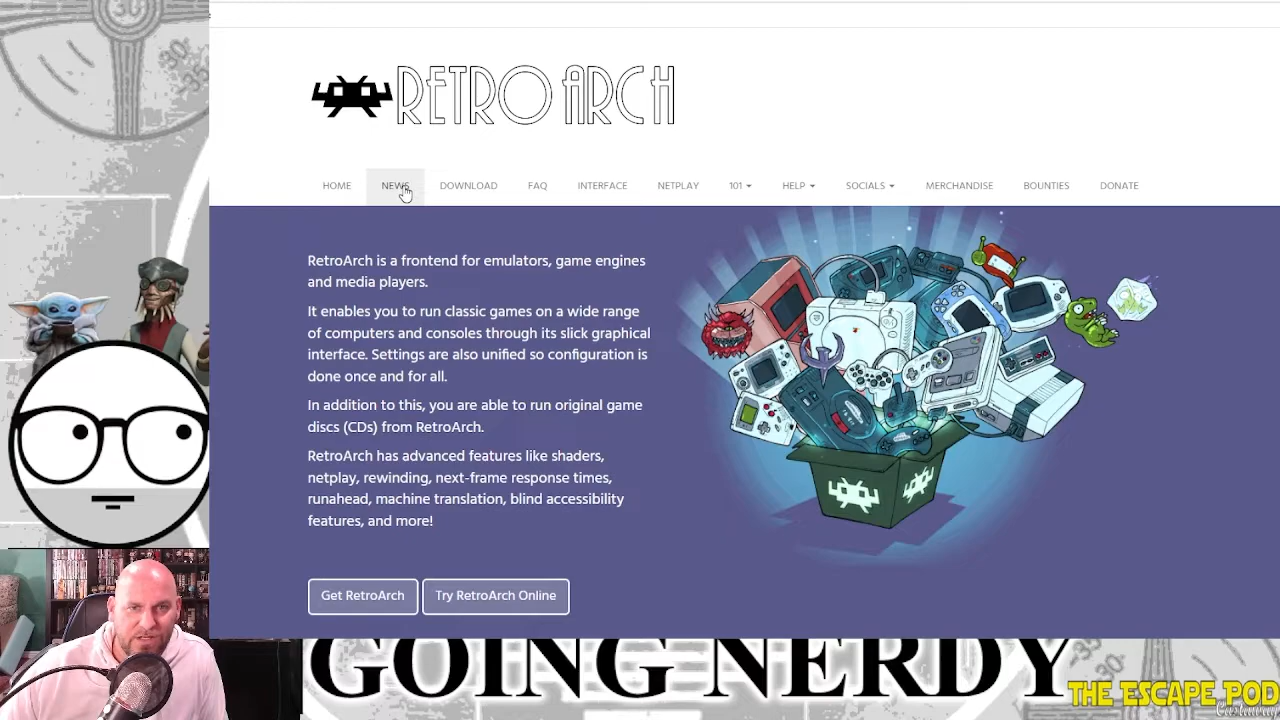 RETROARCH
HOME NEWS DOWNLOAD FAQ INTERFACE NETPLAY 101 HELP SOCIALS MERCHANDISE BOUNTIES DONATE
RetroArch is a frontend for emulators, game engines
and media players.
It enables you to run classic games on a wide range
of computers and consoles through its slick graphical
interface. Settings are also unified so configuration is
done once and for all.
In addition to this, you are able to run original game
discs (CDs) from RetroArch.
RetroArch has advanced features like shaders,
netplay, rewinding, next-frame response times,
runahead, machine translation, blind accessibility
features, and more!
Get RetroArch Try RetroArch Online
GOING NERDY
THE ESCAPE POD
Castaway
30
30
35